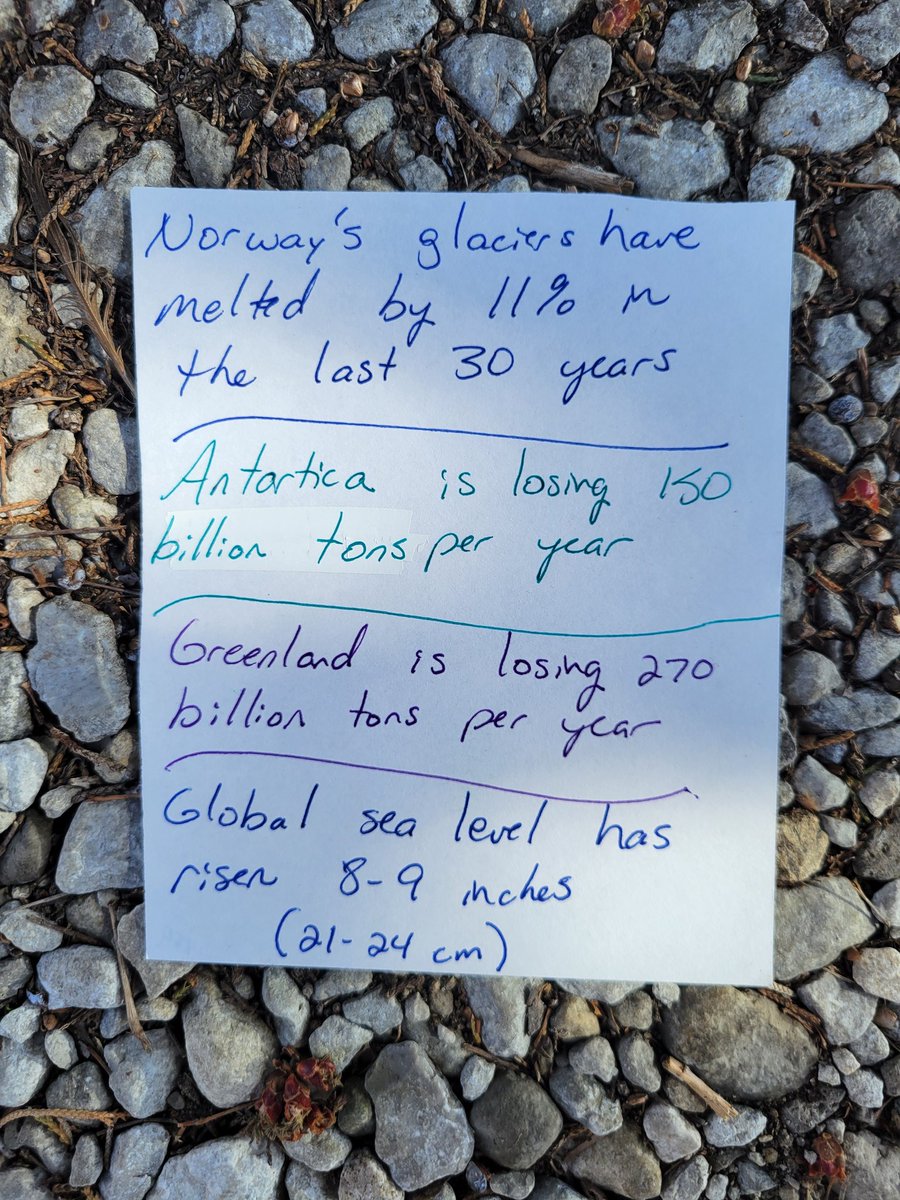 Norway's glaciers have
melted by 11% in
the last 30 years
Antartica is losing 150
billion tons per year
Greenland is losing 270
billion tons per year
Global sea level has
risen 8-9 inches
(21-24 cm)